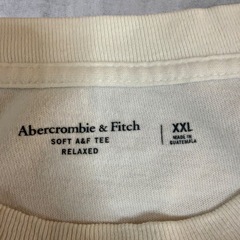 Abercrombie & Fitch
SOFT A&F TEE
RELAXED
XXL
MADE IN
GUATEMALA